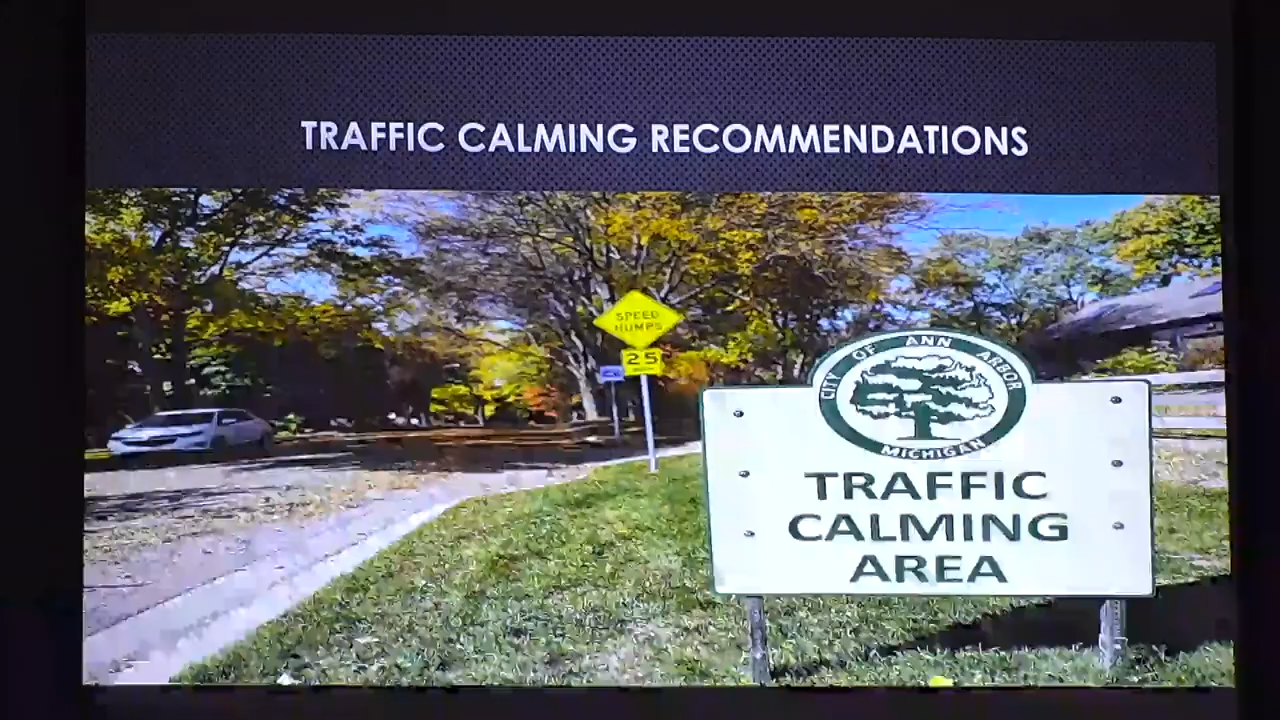 TRAFFIC CALMING RECOMMENDATIONS
SPEED
HUMPS
25
CITY OF ANN ARBOR
MICHIGAN
TRAFFIC
CALMING
AREA